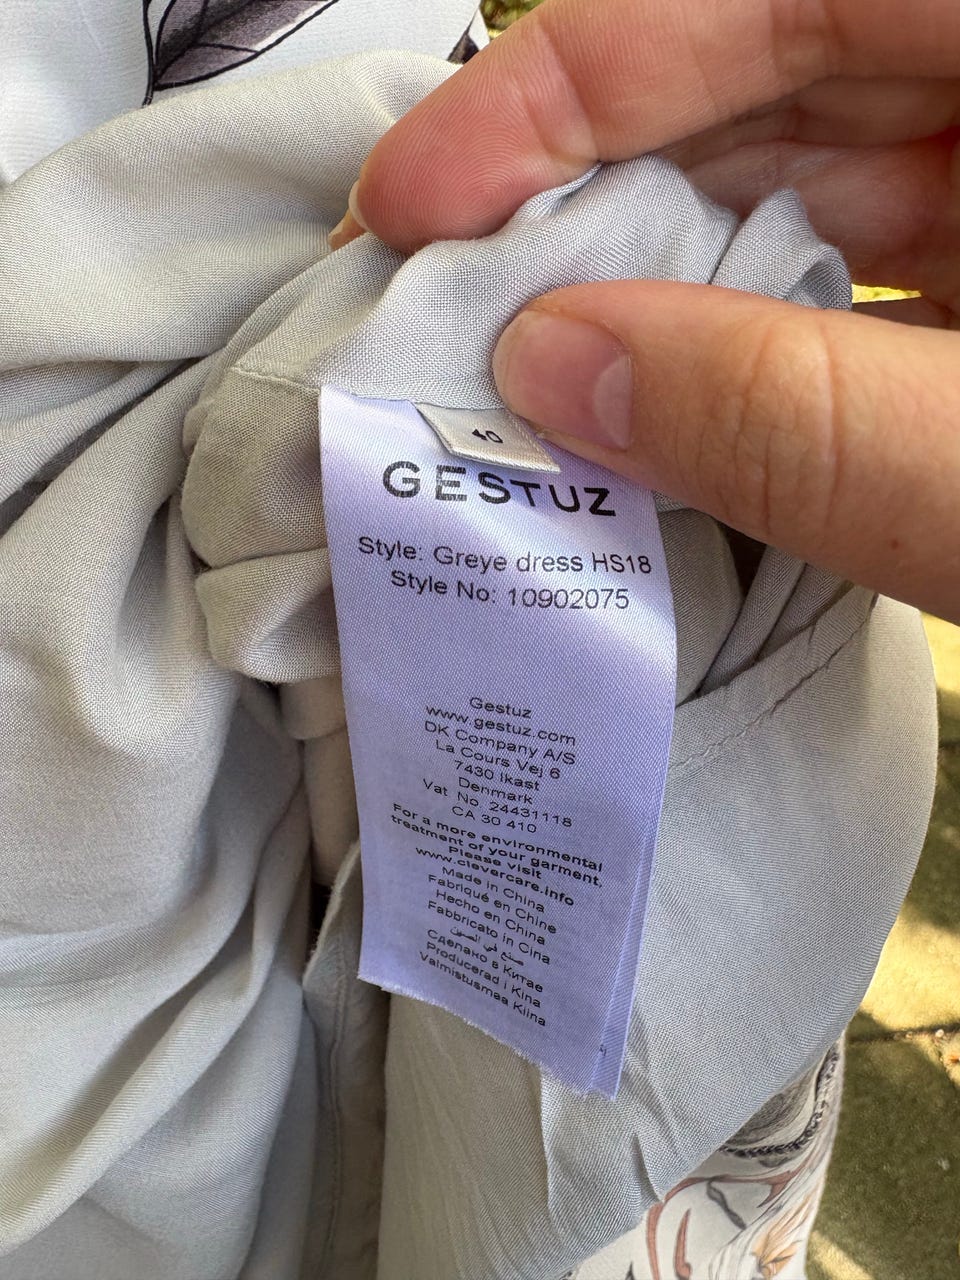 40
GESTUZ
Style: Greye dress HS18
Style No: 10902075
Gestuz
www.gestuz.com
DK Company A/S
La Cours Vej 6
7430 Ikast
Denmark
Vat No. 24431118
CA 30 410
For a more environmental
treatment of your garment,
Please visit
www.clevercare.info
Made in China
Fabriqué en Chine
Hecho en China
Fabbricato in Cina
صنع في الصين
Сделано в Китае
Producerad i Kina
Valmistusmaa Kiina